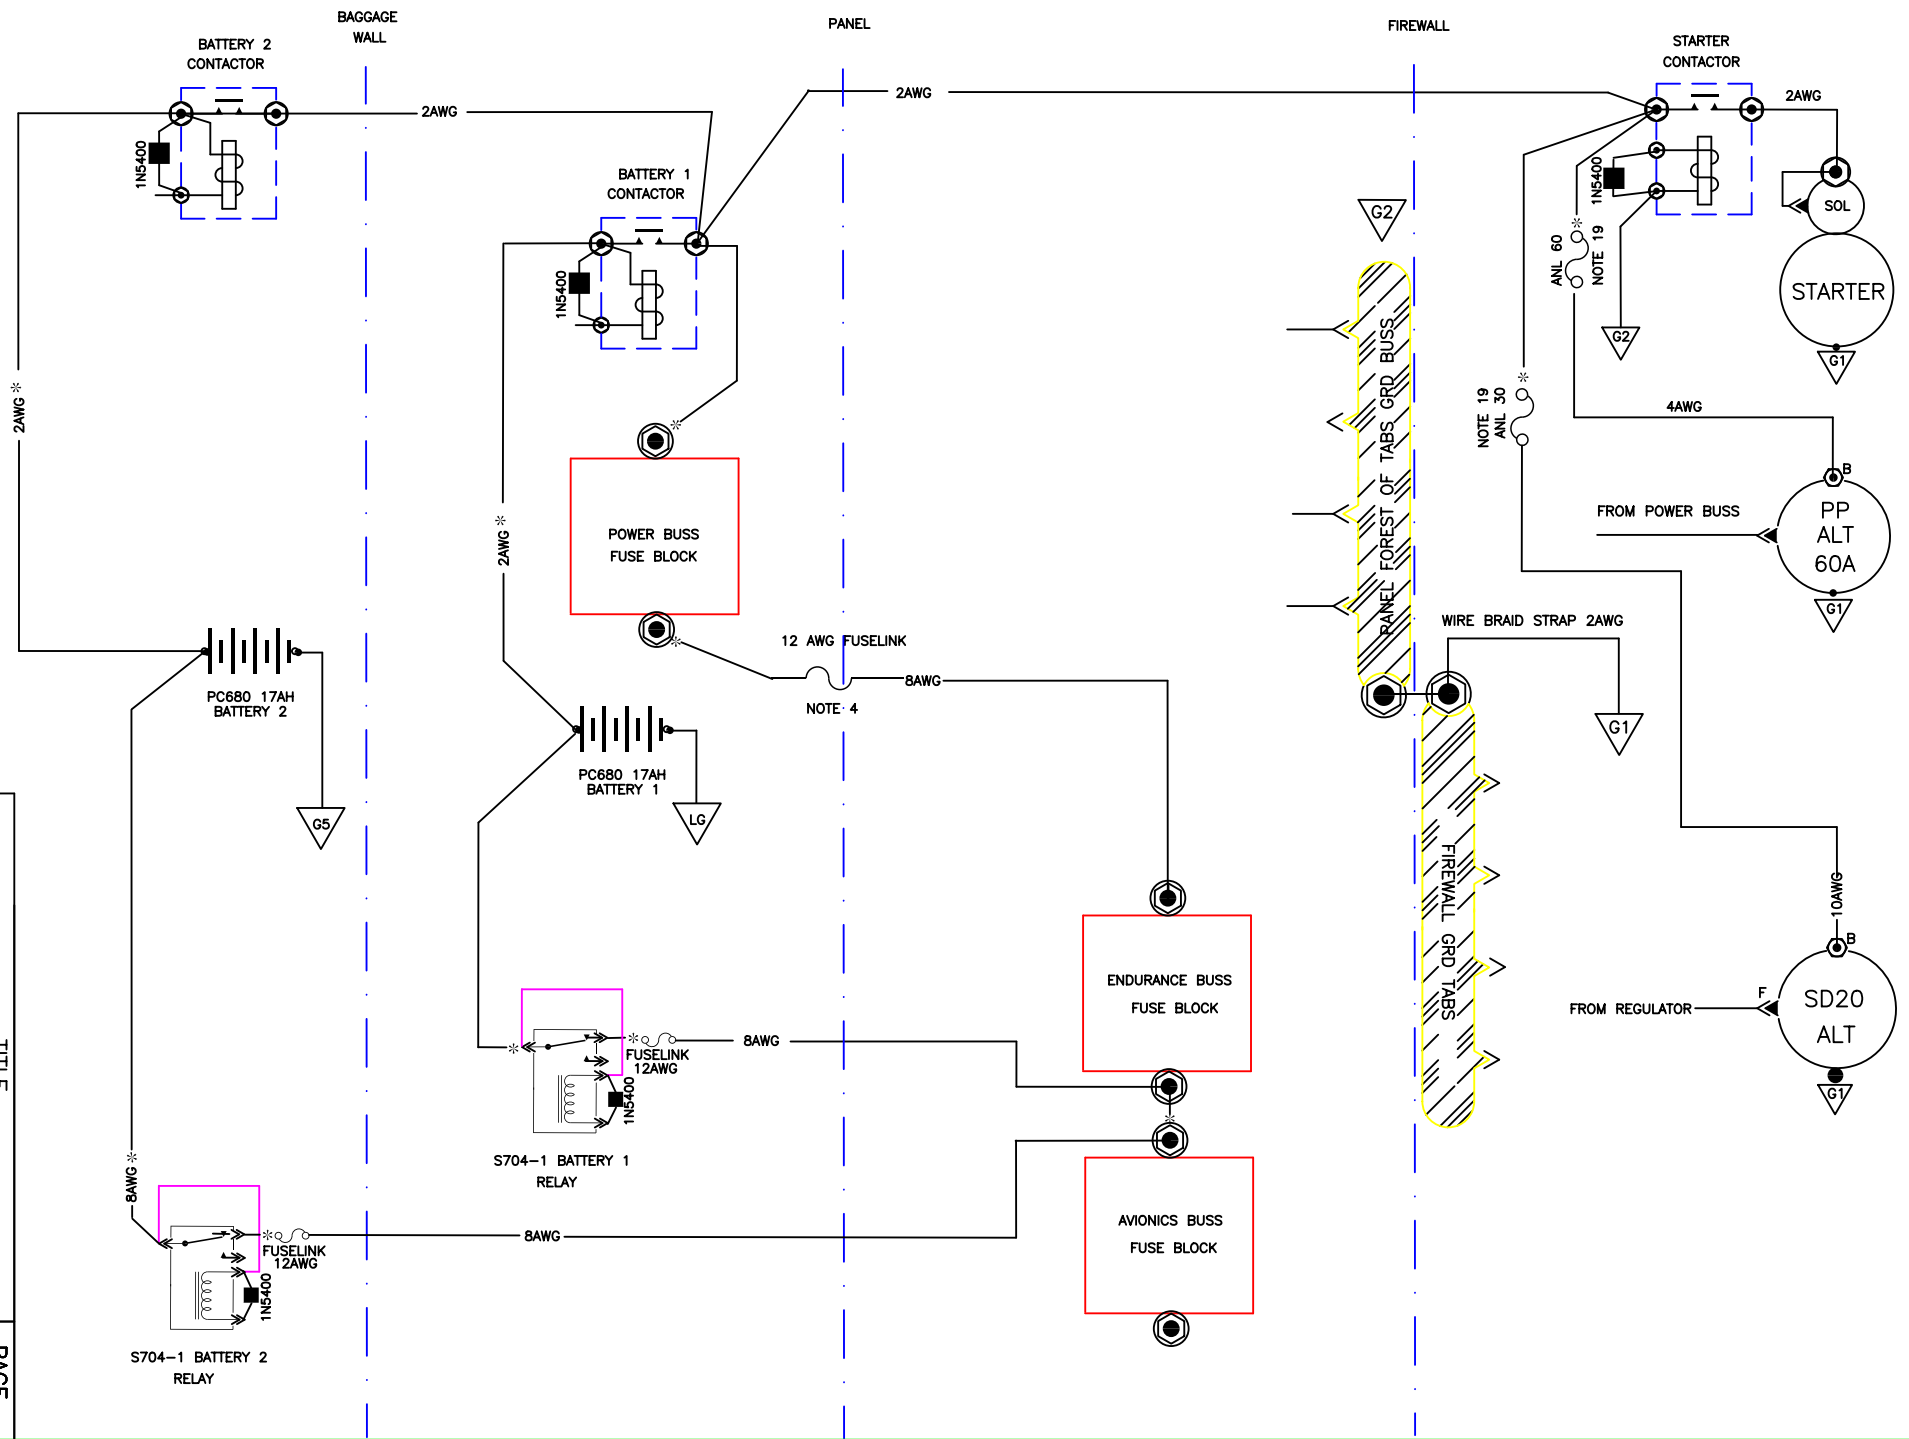 BAGGAGE
WALL
PANEL
FIREWALL
BATTERY 2
CONTACTOR
STARTER
CONTACTOR
2AWG
2AWG
2AWG
1N5400
BATTERY 1
CONTACTOR
1N5400
G2
1N5400
SOL
STARTER
G1
ANL 60
NOTE 19
G2
2AWG
NOTE 19
ANL 30
4AWG
PANEL FOREST OF TABS GRD BUSS
2AWG
POWER BUSS
FUSE BLOCK
B
FROM POWER BUSS
PP
ALT
60A
G1
12 AWG FUSELINK
8AWG
NOTE 4
WIRE BRAID STRAP 2AWG
G1
PC680 17AH
BATTERY 2
G5
PC680 17AH
BATTERY 1
LG
FIREWALL GRD TABS
10AWG
B
F
FROM REGULATOR
SD20
ALT
G1
ENDURANCE BUSS
FUSE BLOCK
8AWG
FUSELINK
12AWG
1N5400
S704-1 BATTERY 1
RELAY
8AWG
AVIONICS BUSS
FUSE BLOCK
8AWG
FUSELINK
12AWG
1N5400
S704-1 BATTERY 2
RELAY
TITLE
PAGE